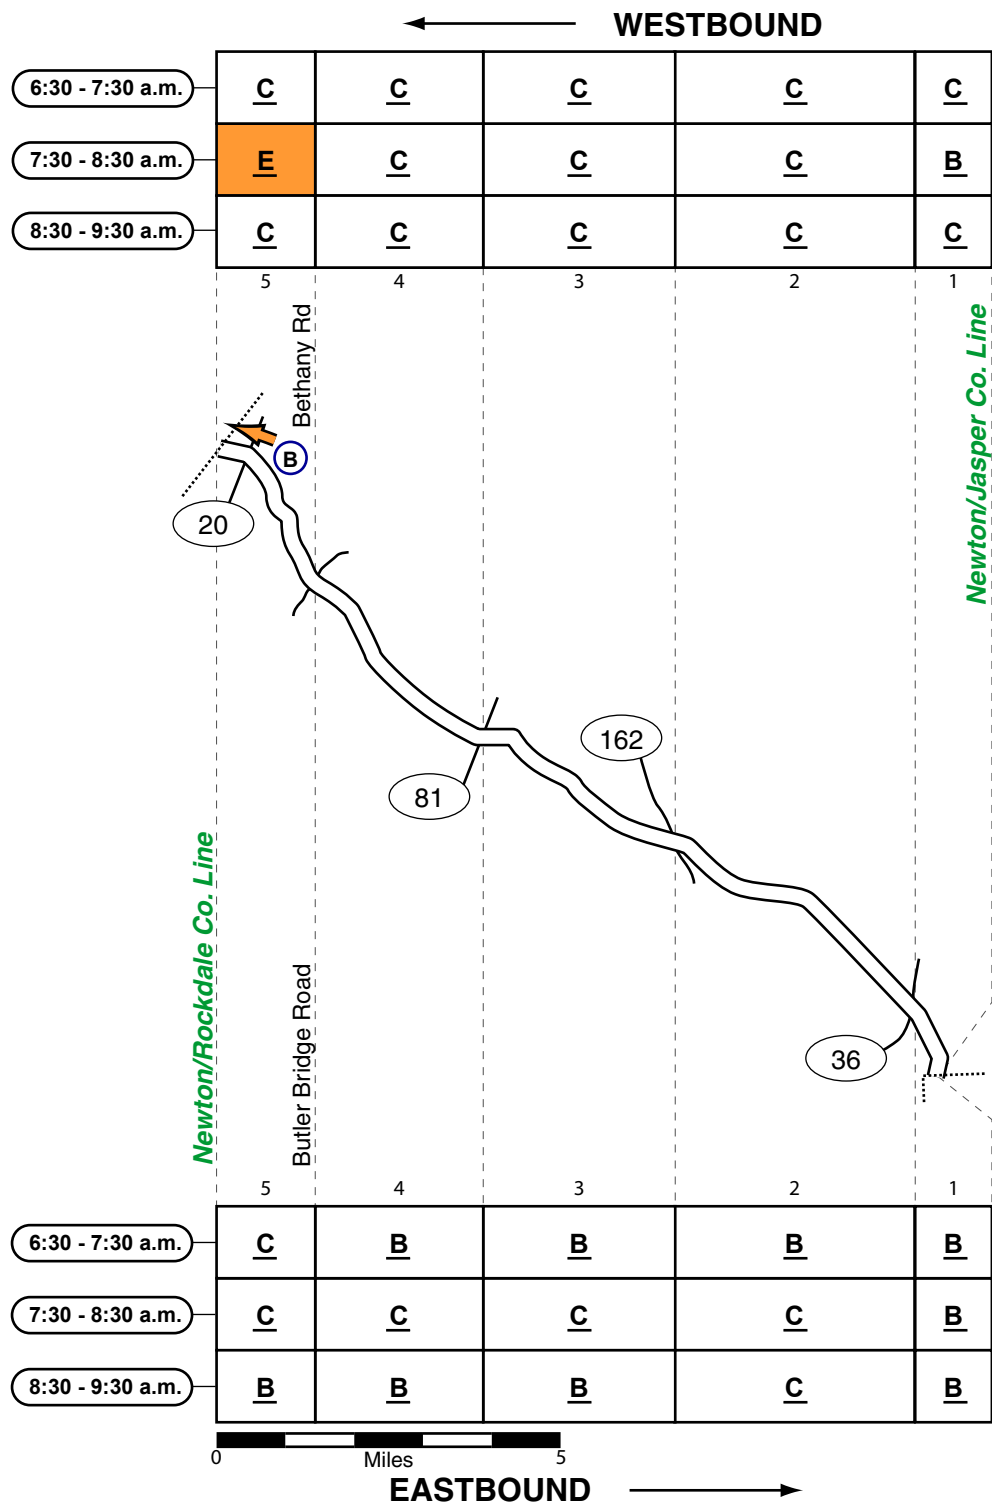 WESTBOUND
6:30 - 7:30 a.m. C C C C C
7:30 - 8:30 a.m. E C C C B
8:30 - 9:30 a.m. C C C C C
5 4 3 2 1
Bethany Rd
Newton/Jasper Co. Line
B
20
162
81
Newton/Rockdale Co. Line
Butler Bridge Road
36
5 4 3 2 1
6:30 - 7:30 a.m. C B B B B
7:30 - 8:30 a.m. C C C C B
8:30 - 9:30 a.m. B B B C B
0 Miles 5
EASTBOUND